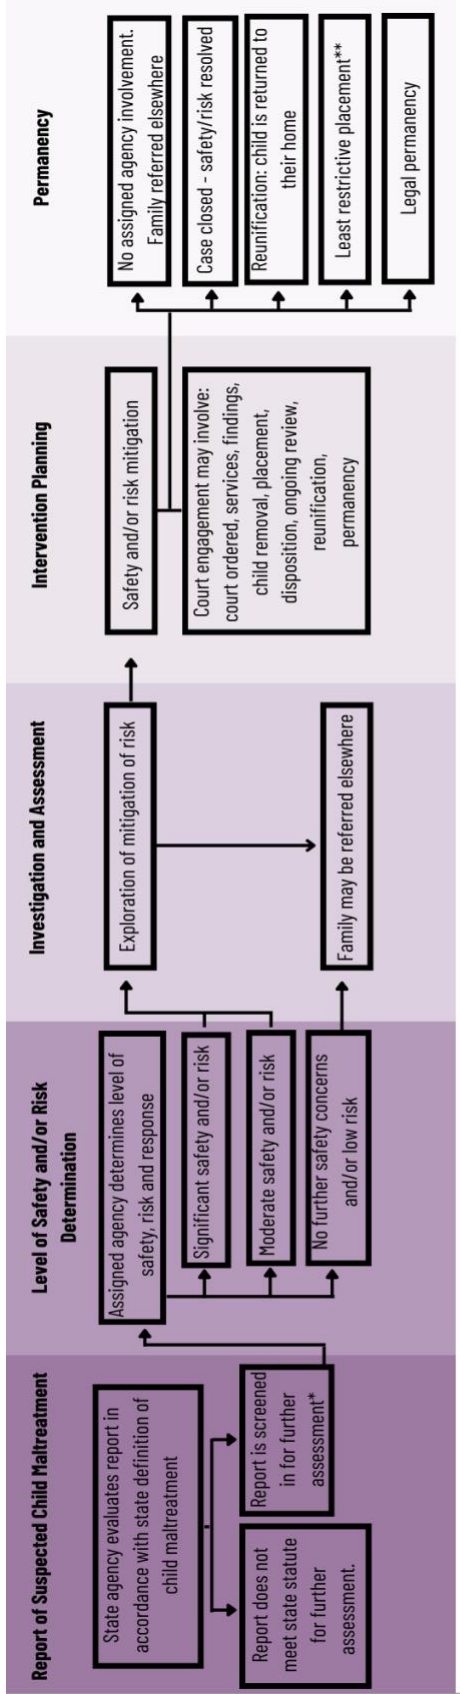 Report of Suspected Child Maltreatment
State agency evaluates report in
accordance with state definition of
child maltreatment
Report does not
meet state statute
for further
assessment.
Report is screened
in for further
assessment*
Level of Safety and/or Risk
Determination
Assigned agency determines level of
safety, risk and response
Significant safety and/or risk
Moderate safety and/or risk
No further safety concerns
and/or low risk
Investigation and Assessment
Exploration of mitigation of risk
Family may be referred elsewhere
Intervention Planning
Safety and/or risk mitigation
Court engagement may involve:
court ordered, services, findings,
child removal, placement,
disposition, ongoing review,
reunification,
permanency
Permanency
No assigned agency involvement.
Family referred elsewhere
Case closed - safety/risk resolved
Reunification: child is returned to
their home
Least restrictive placement**
Legal permanency